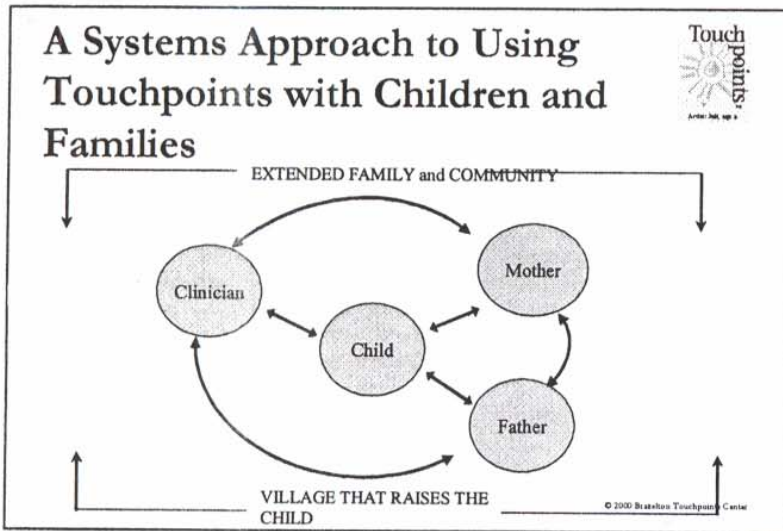 A Systems Approach to Using
Touchpoints with Children and
Families
Touch
points
EXTENDED FAMILY and COMMUNITY
Clinician
Mother
Child
Father
VILLAGE THAT RAISES THE
CHILD
© 2000 Brazelton Touchpoints Center